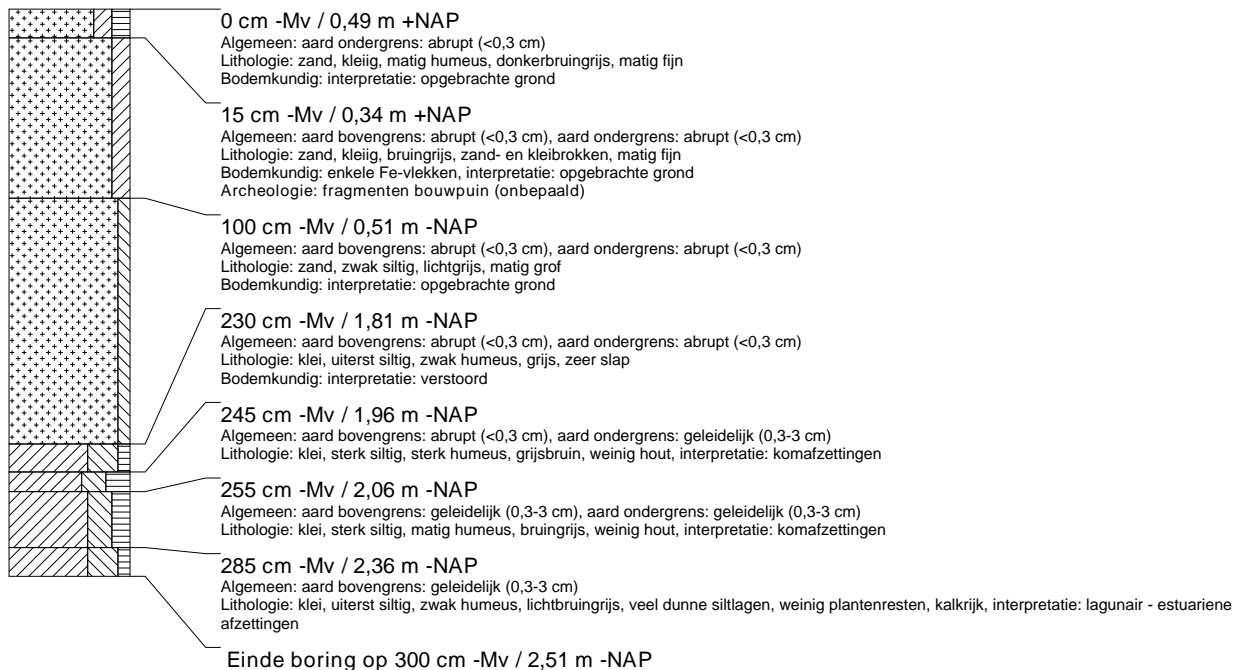 0 cm -Mv / 0,49 m +NAP
Algemeen: aard ondergrens: abrupt (<0,3 cm)
Lithologie: zand, kleiig, matig humeus, donkerbruingrijs, matig fijn
Bodemkundig: interpretatie: opgebrachte grond
15 cm -Mv / 0,34 m +NAP
Algemeen: aard bovengrens: abrupt (<0,3 cm), aard ondergrens: abrupt (<0,3 cm)
Lithologie: zand, kleiig, bruingrijs, zand- en kleibrokken, matig fijn
Bodemkundig: enkele Fe-vlekken, interpretatie: opgebrachte grond
Archeologie: fragmenten bouwpuin (onbepaald)
100 cm -Mv / 0,51 m -NAP
Algemeen: aard bovengrens: abrupt (<0,3 cm), aard ondergrens: abrupt (<0,3 cm)
Lithologie: zand, zwak siltig, lichtgrijs, matig grof
Bodemkundig: interpretatie: opgebrachte grond
230 cm -Mv / 1,81 m -NAP
Algemeen: aard bovengrens: abrupt (<0,3 cm), aard ondergrens: abrupt (<0,3 cm)
Lithologie: klei, uiterst siltig, zwak humeus, grijs, zeer slap
Bodemkundig: interpretatie: verstoord
245 cm -Mv / 1,96 m -NAP
Algemeen: aard bovengrens: abrupt (<0,3 cm), aard ondergrens: geleidelijk (0,3-3 cm)
Lithologie: klei, sterk siltig, sterk humeus, grijsbruin, weinig hout, interpretatie: komafzettingen
255 cm -Mv / 2,06 m -NAP
Algemeen: aard bovengrens: geleidelijk (0,3-3 cm), aard ondergrens: geleidelijk (0,3-3 cm)
Lithologie: klei, sterk siltig, matig humeus, bruingrijs, weinig hout, interpretatie: komafzettingen
285 cm -Mv / 2,36 m -NAP
Algemeen: aard bovengrens: geleidelijk (0,3-3 cm)
Lithologie: klei, uiterst siltig, zwak humeus, lichtbruingrijs, veel dunne siltlagen, weinig plantenresten, kalkrijk, interpretatie: lagunair - estuariene
afzettingen
Einde boring op 300 cm -Mv / 2,51 m -NAP